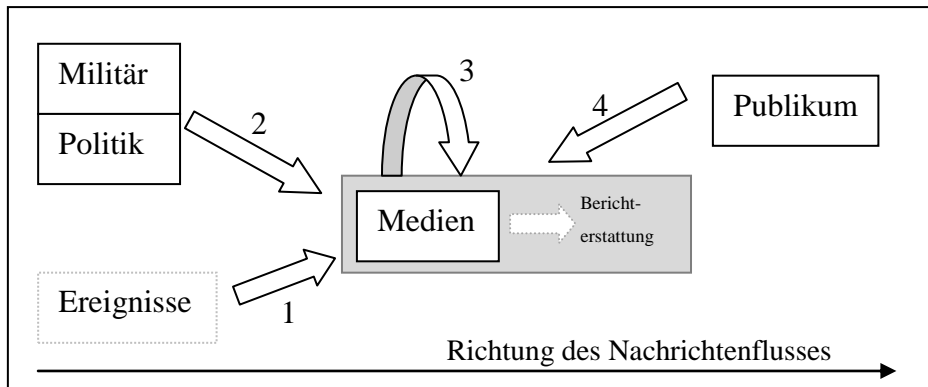 Militär
Politik
2
3
4
Publikum
Medien
Bericht-
erstattung
Ereignisse
1
Richtung des Nachrichtenflusses